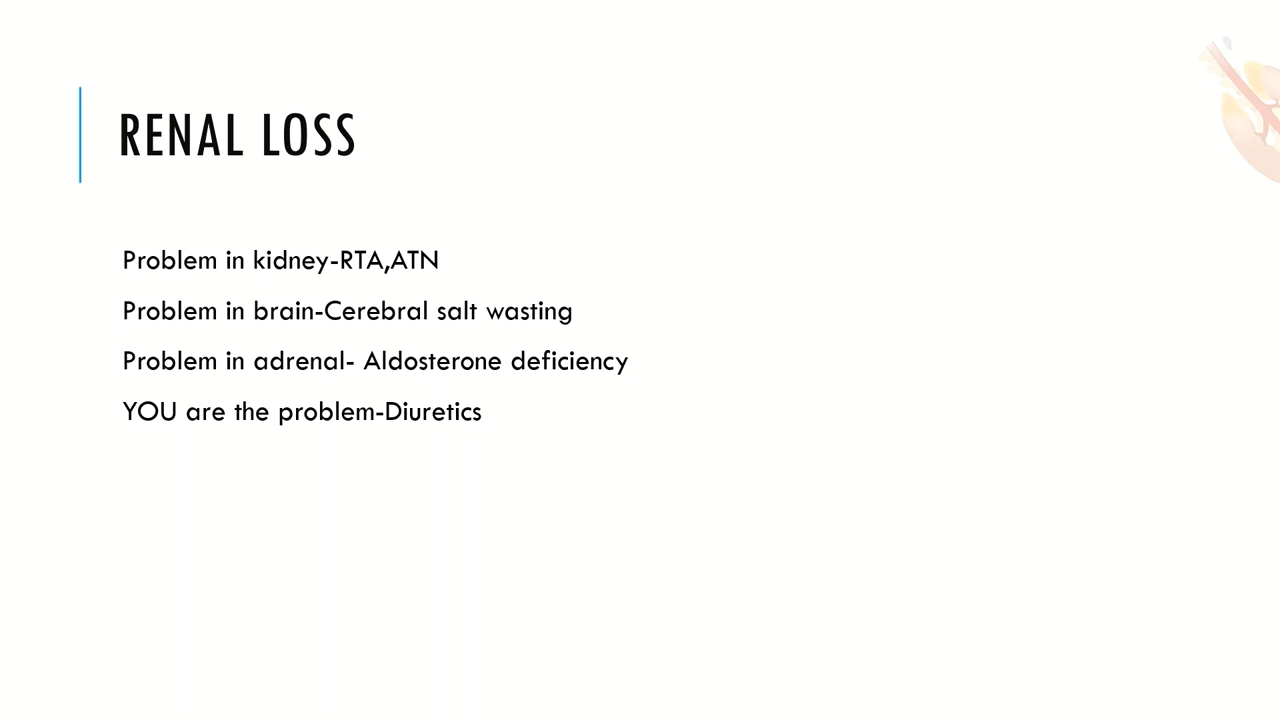 RENAL LOSS
Problem in kidney-RTA,ATN
Problem in brain-Cerebral salt wasting
Problem in adrenal- Aldosterone deficiency
YOU are the problem-Diuretics